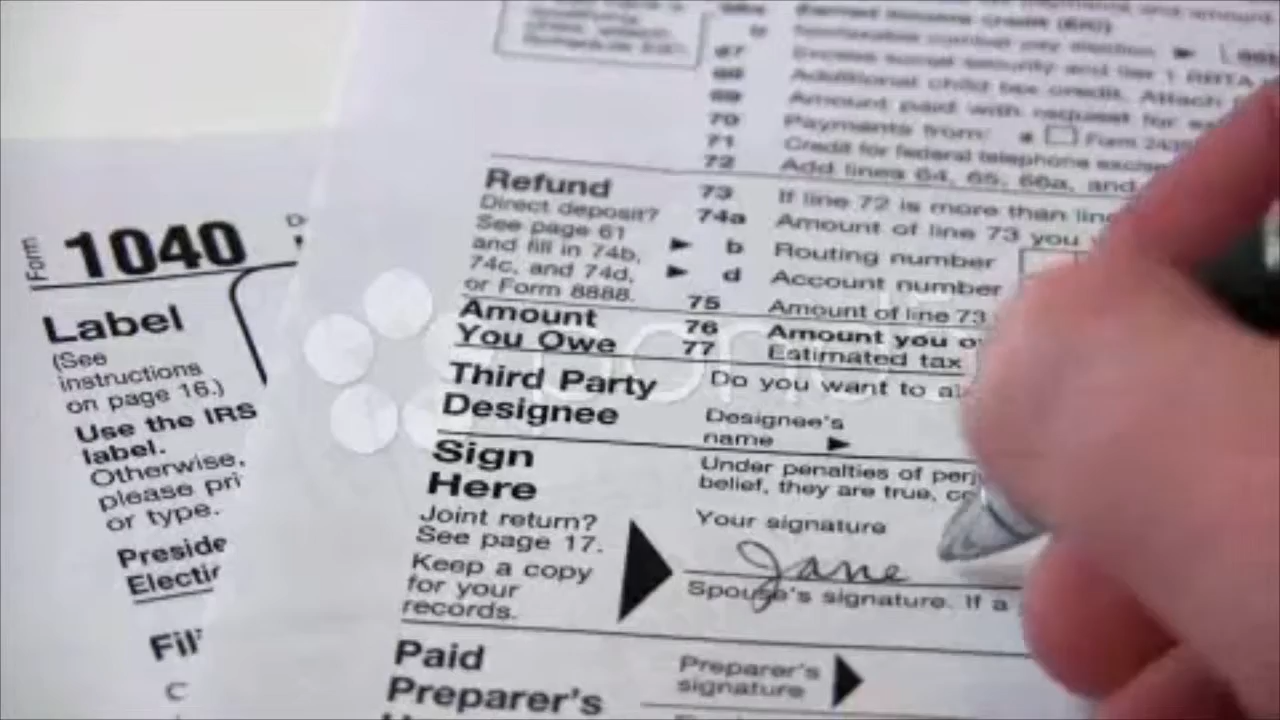 Earned income credit (EIC)
67
Excess social security and tier 1 RRTA
68
Additional child tax credit. Attach
69
Amount paid with request for
70
Payments from: a Form 2439
71
Credit for federal telephone excise
72
Add lines 64, 65, 66a, and
Refund
Direct deposit?
See page 61
and fill in 74b,
74c, and 74d,
or Form 8888.
73 If line 72 is more than line
74a Amount of line 73 you
b Routing number
d Account number
75 Amount of line 73
Amount
You Owe
76 Amount you
77 Estimated tax
Third Party
Designee
Do you want to
Designee's
name
Sign
Here
Joint return?
See page 17.
Keep a copy
for your
records.
Under penalties of
belief, they are true,
Your signature
Jane
Spouse's signature. If a
Paid
Preparer's
Preparer's
signature
Form 1040
Label
(See
instructions
on page 16.)
Use the IRS
label.
Otherwise,
please pri
or type.
Preside
Electi
Fil